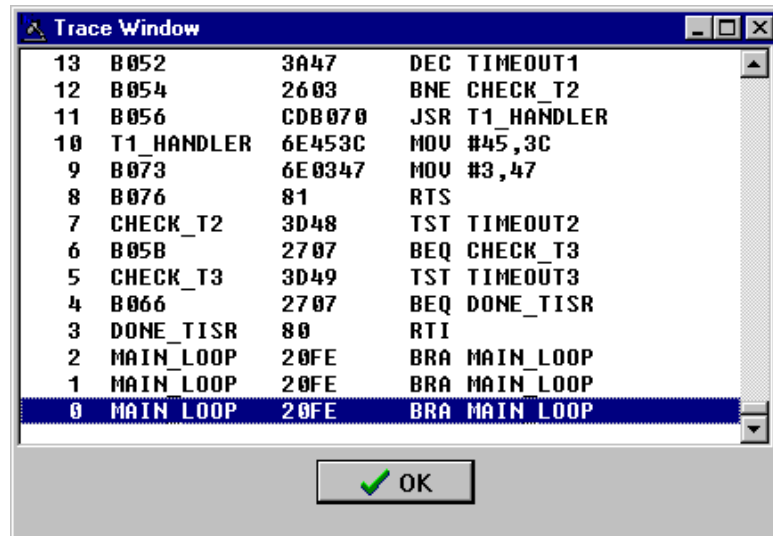 Trace Window
13 B052 3A47 DEC TIMEOUT1
12 B054 2603 BNE CHECK_T2
11 B056 CDB070 JSR T1_HANDLER
10 T1_HANDLER 6E453C MOV #45,3C
9 B073 6E0347 MOV #3,47
8 B076 81 RTS
7 CHECK_T2 3D48 TST TIMEOUT2
6 B05B 2707 BEQ CHECK_T3
5 CHECK_T3 3D49 TST TIMEOUT3
4 B066 2707 BEQ DONE_TISR
3 DONE_TISR 80 RTI
2 MAIN_LOOP 20FE BRA MAIN_LOOP
1 MAIN_LOOP 20FE BRA MAIN_LOOP
0 MAIN_LOOP 20FE BRA MAIN_LOOP
OK